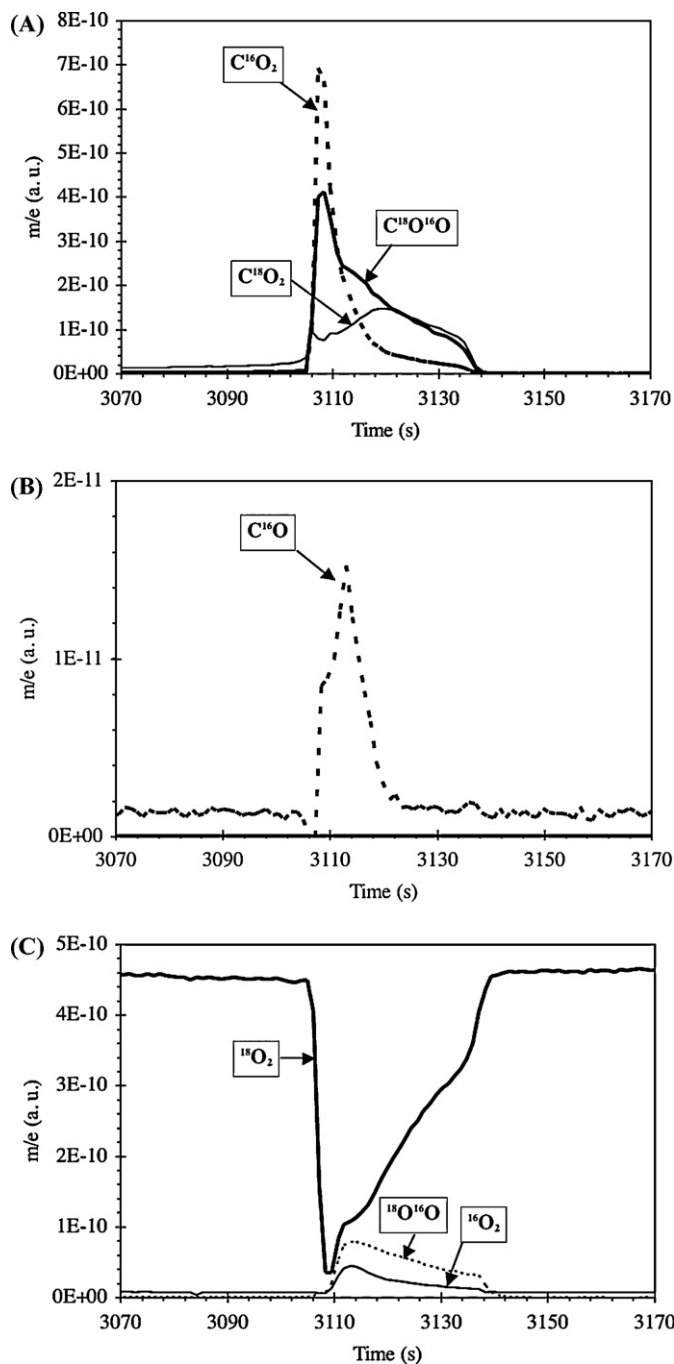 (A)
8E-10
7E-10
6E-10
5E-10
4E-10
3E-10
2E-10
1E-10
0E+00
m/e (a. u.)
C¹⁶O₂
C¹⁸O¹⁶O
C¹⁸O₂
3070 3090 3110 3130 3150 3170
Time (s)
(B)
2E-11
1E-11
0E+00
m/e (a. u.)
C¹⁶O
3070 3090 3110 3130 3150 3170
Time (s)
(C)
5E-10
4E-10
3E-10
2E-10
1E-10
0E+00
m/e (a. u.)
¹⁸O₂
¹⁸O¹⁶O
¹⁶O₂
3070 3090 3110 3130 3150 3170
Time (s)